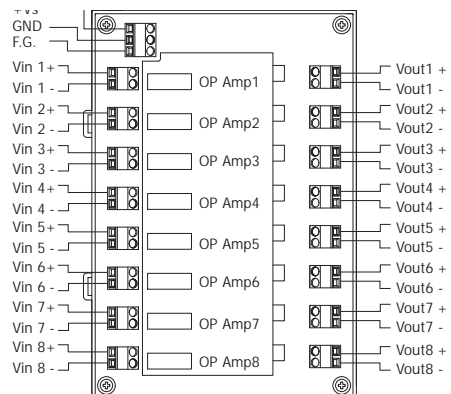 +Vs
GND
F.G.
Vin 1+
Vin 1 -
Vin 2+
Vin 2 -
Vin 3+
Vin 3 -
Vin 4+
Vin 4 -
Vin 5+
Vin 5 -
Vin 6+
Vin 6 -
Vin 7+
Vin 7 -
Vin 8+
Vin 8 -
OP Amp1
OP Amp2
OP Amp3
OP Amp4
OP Amp5
OP Amp6
OP Amp7
OP Amp8
Vout1 +
Vout1 -
Vout2 +
Vout2 -
Vout3 +
Vout3 -
Vout4 +
Vout4 -
Vout5 +
Vout5 -
Vout6 +
Vout6 -
Vout7 +
Vout7 -
Vout8 +
Vout8 -